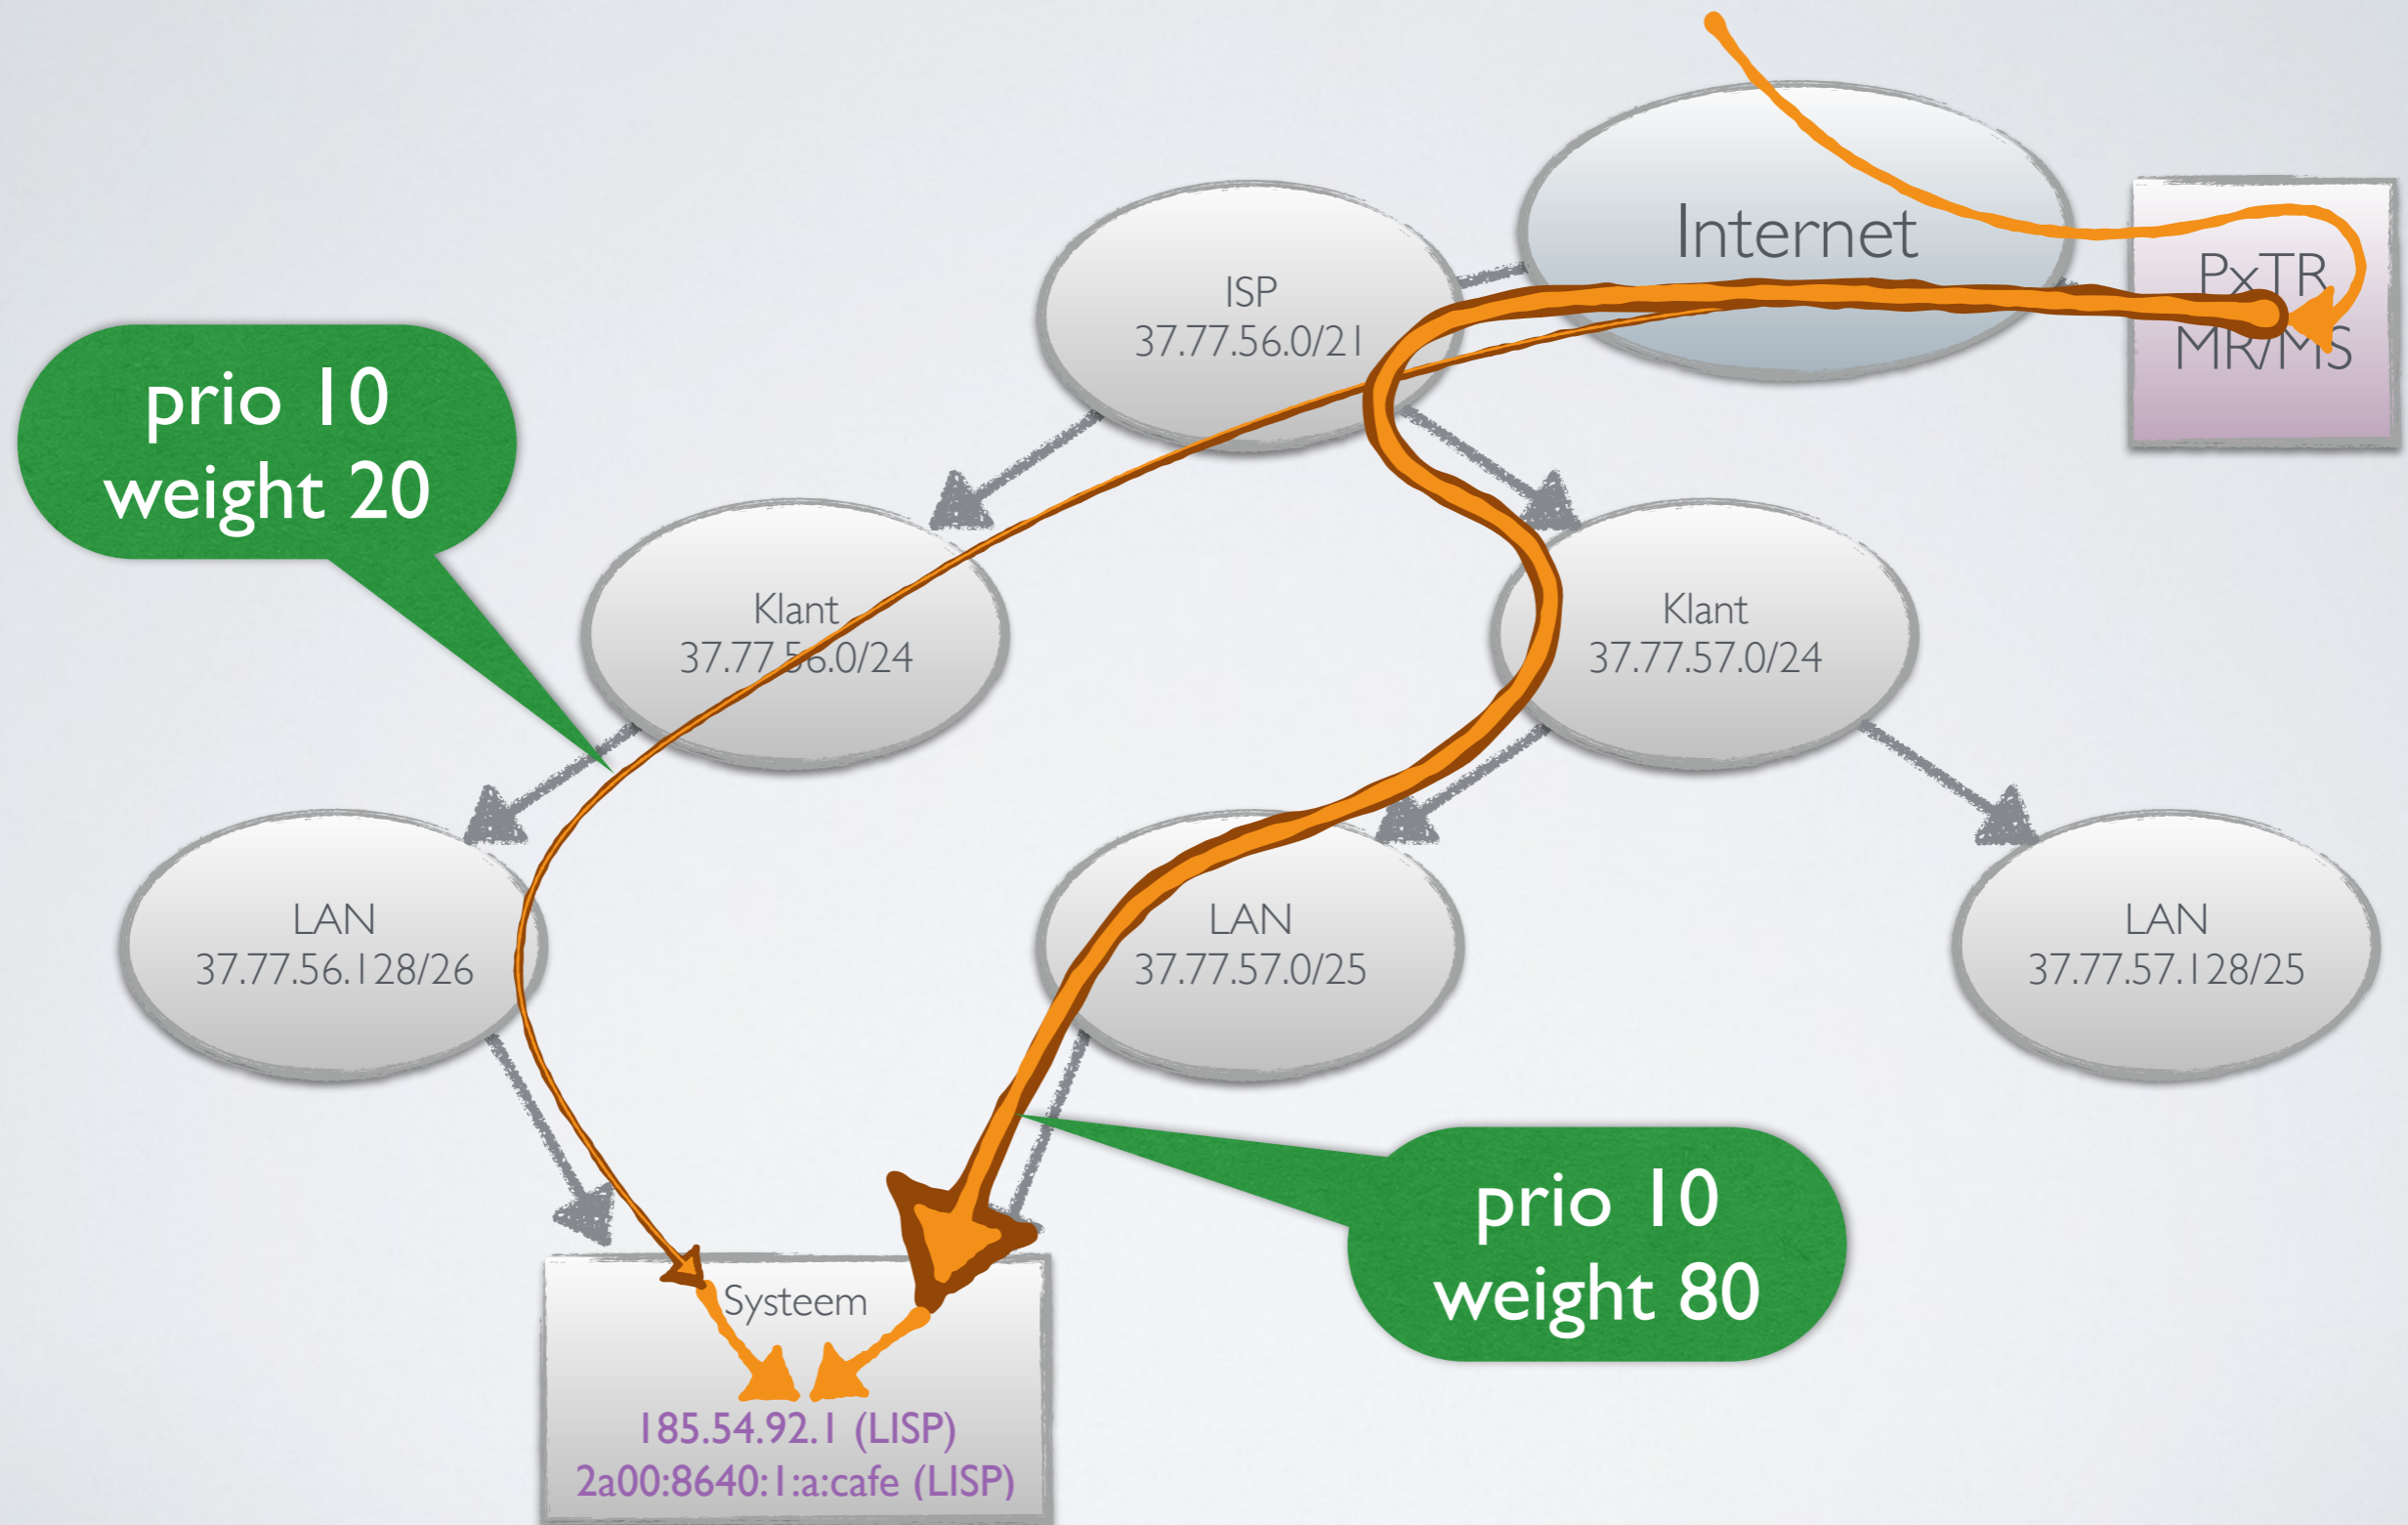 Internet
PxTR
MR/MS
ISP
37.77.56.0/21
prio 10
weight 20
Klant
37.77.56.0/24
Klant
37.77.57.0/24
LAN
37.77.56.128/26
LAN
37.77.57.0/25
LAN
37.77.57.128/25
prio 10
weight 80
Systeem
185.54.92.1 (LISP)
2a00:8640:1:a:cafe (LISP)